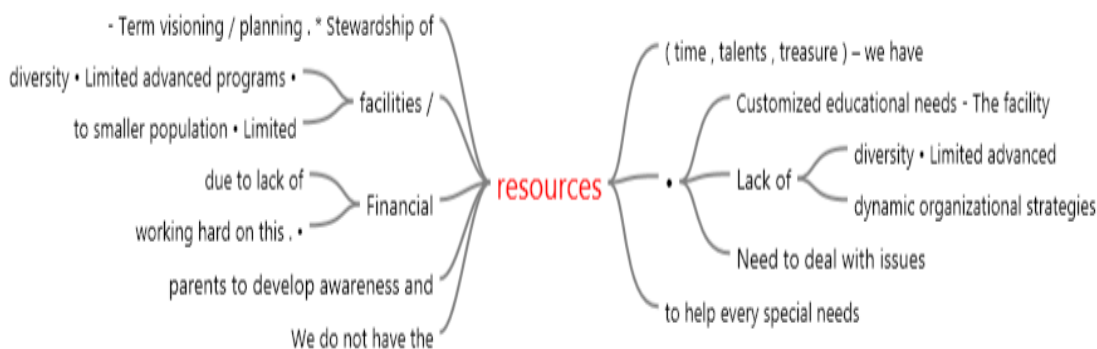 - Term visioning / planning . * Stewardship of
diversity • Limited advanced programs •
to smaller population • Limited
facilities /
due to lack of
working hard on this . •
Financial
parents to develop awareness and
We do not have the
resources
( time , talents , treasure ) – we have
•
Customized educational needs - The facility
Lack of
diversity • Limited advanced
dynamic organizational strategies
Need to deal with issues
to help every special needs